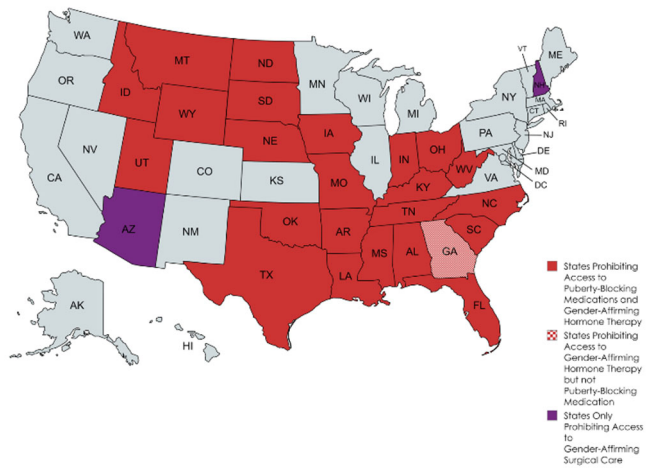 WA
MT
ND
MN
VT
ME
OR
ID
SD
WI
MI
NY
NH
MA
CT
RI
WY
NV
UT
NE
IA
PA
NJ
CA
CO
KS
MO
IL
IN
OH
WV
VA
DE
MD
DC
KY
AZ
NM
OK
AR
TN
NC
SC
TX
LA
MS
AL
GA
FL
AK
HI
States Prohibiting
Access to
Puberty-Blocking
Medications and
Gender-Affirming
Hormone Therapy
States Prohibiting
Access to
Gender-Affirming
Hormone Therapy
but not
Puberty-Blocking
Medication
States Only
Prohibiting Access
to
Gender-Affirming
Surgical Care